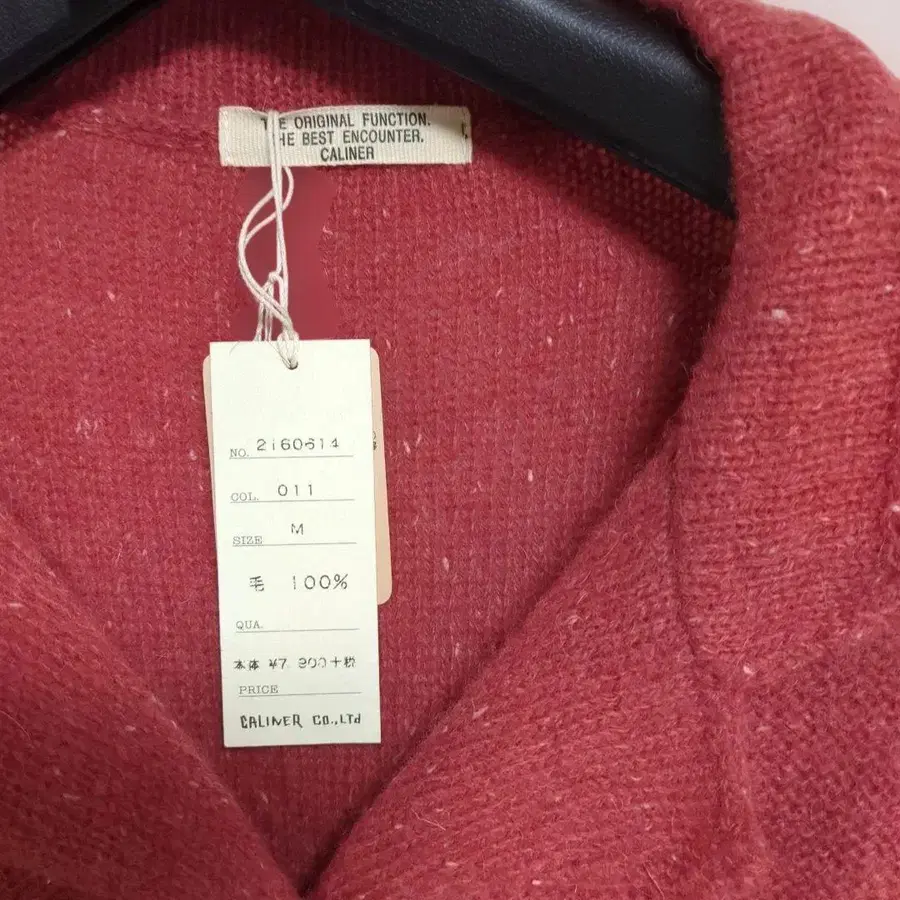 THE ORIGINAL FUNCTION.
THE BEST ENCOUNTER.
CALINER
NO. 2160614
COL. 011
SIZE M
毛 100%
QUA.
本体 ¥7,900+税
PRICE
CALINER CO.,LTd